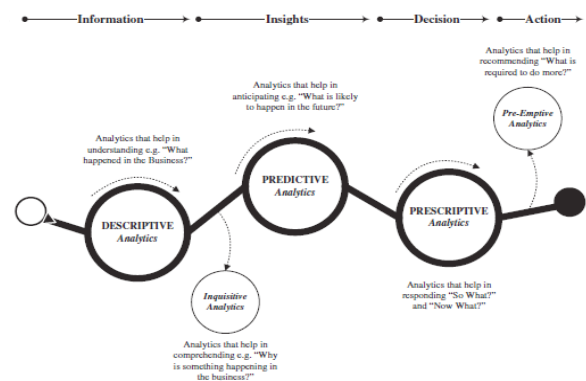 Information
Insights
Decision
Action
Analytics that help in
recommending "What is
required to do more?"
Pre-Emptive
Analytics
Analytics that help in
anticipating e.g. "What is likely
to happen in the future?"
Analytics that help in
understanding e.g. "What
happened in the Business?"
PREDICTIVE
Analytics
DESCRIPTIVE
Analytics
PRESCRIPTIVE
Analytics
Inquisitive
Analytics
Analytics that help in
responding "So What?"
and "Now What?"
Analytics that help in
comprehending e.g. "Why
is something happening in
the business?"